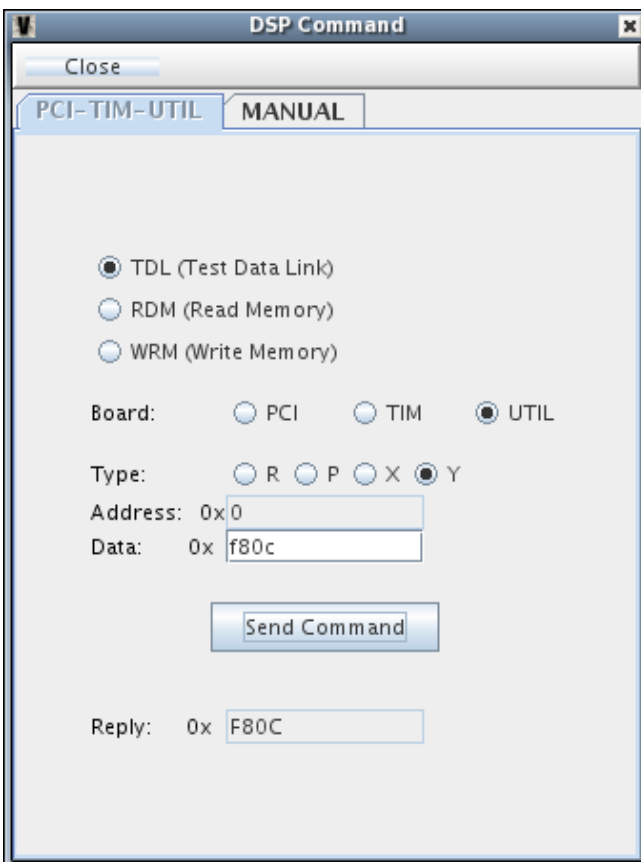 V DSP Command
Close
PCI-TIM-UTIL MANUAL
TDL (Test Data Link)
RDM (Read Memory)
WRM (Write Memory)
Board: PCI TIM UTIL
Type: R P X Y
Address: 0x 0
Data: 0x f80c
Send Command
Reply: 0x F80C